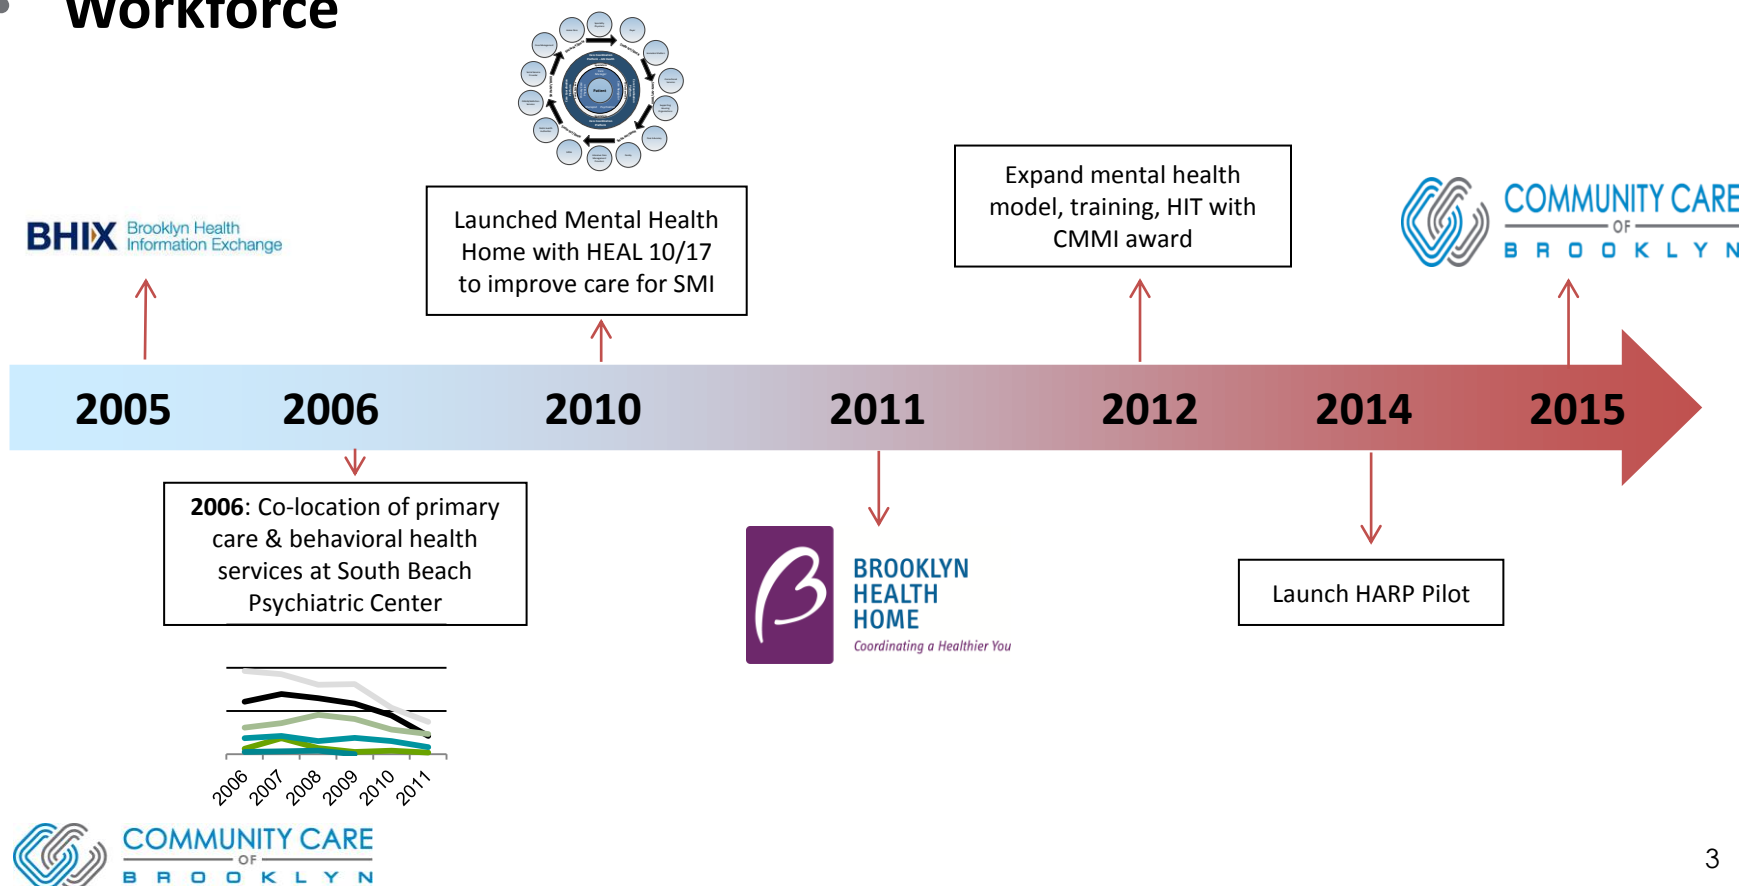 Workforce
Patient
BHIX Brooklyn Health
Information Exchange
Launched Mental Health
Home with HEAL 10/17
to improve care for SMI
Expand mental health
model, training, HIT with
CMMI award
COMMUNITY CARE
OF
BROOKLYN
2005 2006 2010 2011 2012 2014 2015
2006: Co-location of primary
care & behavioral health
services at South Beach
Psychiatric Center
BROOKLYN
HEALTH
HOME
Coordinating a Healthier You
Launch HARP Pilot
2006 2007 2008 2009 2010 2011
COMMUNITY CARE
OF
BROOKLYN
3